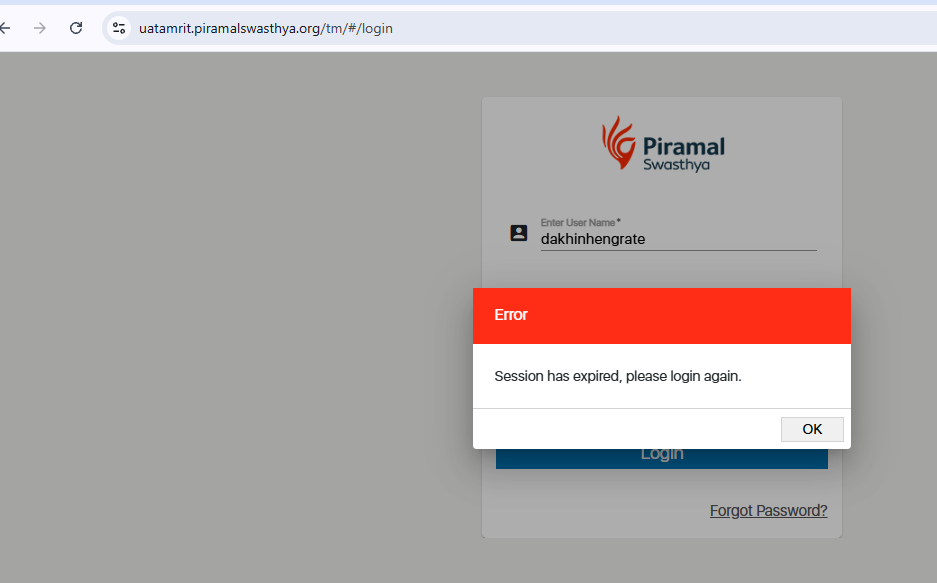 uatamrit.piramalswasthya.org/tm/#/login
Piramal
Swasthya
Enter User Name*
dakhinhengrate
Error
Session has expired, please login again.
OK
Login
Forgot Password?